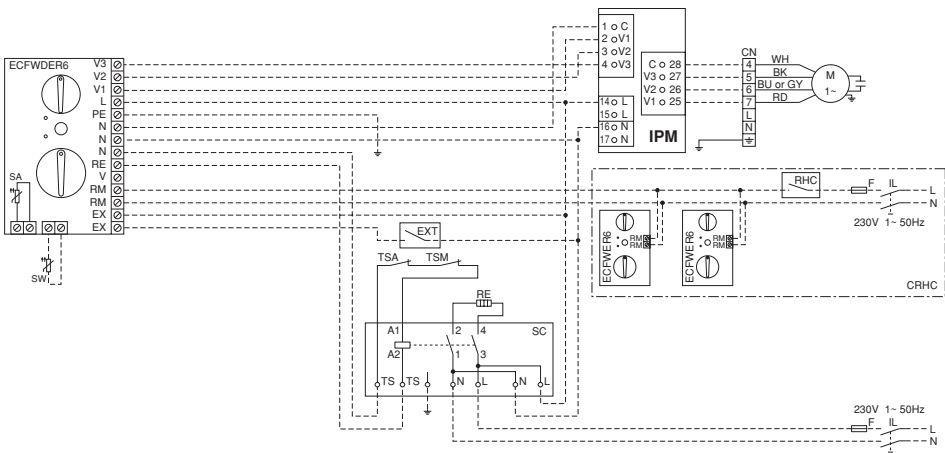 ECFWDER6
V3
V2
V1
L
PE
N
N
N
RE
V
RM
RM
EX
EX
SA
SW
1 o C
2 oV1
3 oV2
4 oV3
14 o L
15 o L
16 o N
17 o N
C o 28
V3 o 27
V2 o 26
V1 o 25
IPM
CN
4
5
6
7
L
N
WH
BK
BU or GY
RD
M
1~
RHC
F
IL
L
N
230V 1~ 50Hz
ECFWER6
RM
RM
ECFWER6
RM
RM
CRHC
EXT
TSA
TSM
RE
A1
A2
2
4
1
3
SC
TS
TS
N
L
N
L
230V 1~ 50Hz
F
IL
L
N